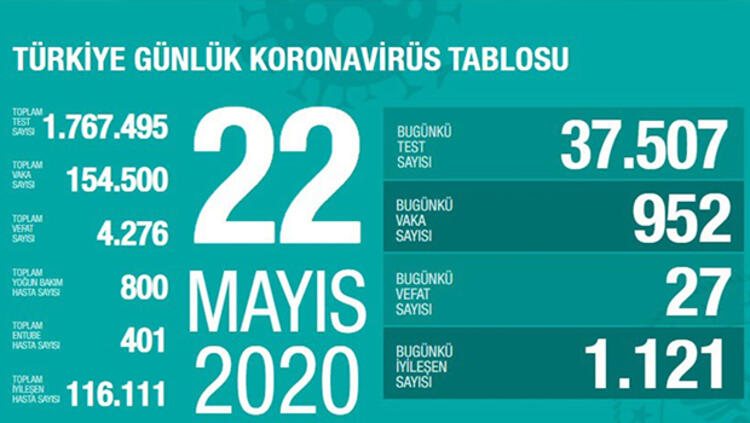 TÜRKİYE GÜNLÜK KORONAVİRÜS TABLOSU
TOPLAM
TEST
SAYISI
1.767.495
TOPLAM
VAKA
SAYISI
154.500
TOPLAM
VEFAT
SAYISI
4.276
TOPLAM
YOĞUN BAKIM
HASTA SAYISI
800
TOPLAM
ENTUBE
HASTA SAYISI
401
TOPLAM
İYİLEŞEN
HASTA SAYISI
116.111
22
MAYIS
2020
BUGÜNKÜ
TEST
SAYISI
37.507
BUGÜNKÜ
VAKA
SAYISI
952
BUGÜNKÜ
VEFAT
SAYISI
27
BUGÜNKÜ
İYİLEŞEN
SAYISI
1.121